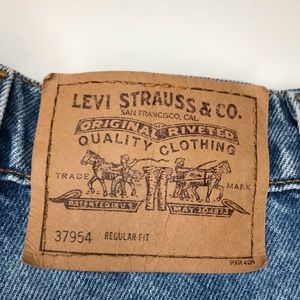 LEVI STRAUSS & CO.
SAN FRANCISCO, CAL.
ORIGINAL RIVETED
QUALITY CLOTHING
TRADE MARK
PATENTED IN U.S. MAY 20 1873
37954 REGULAR FIT